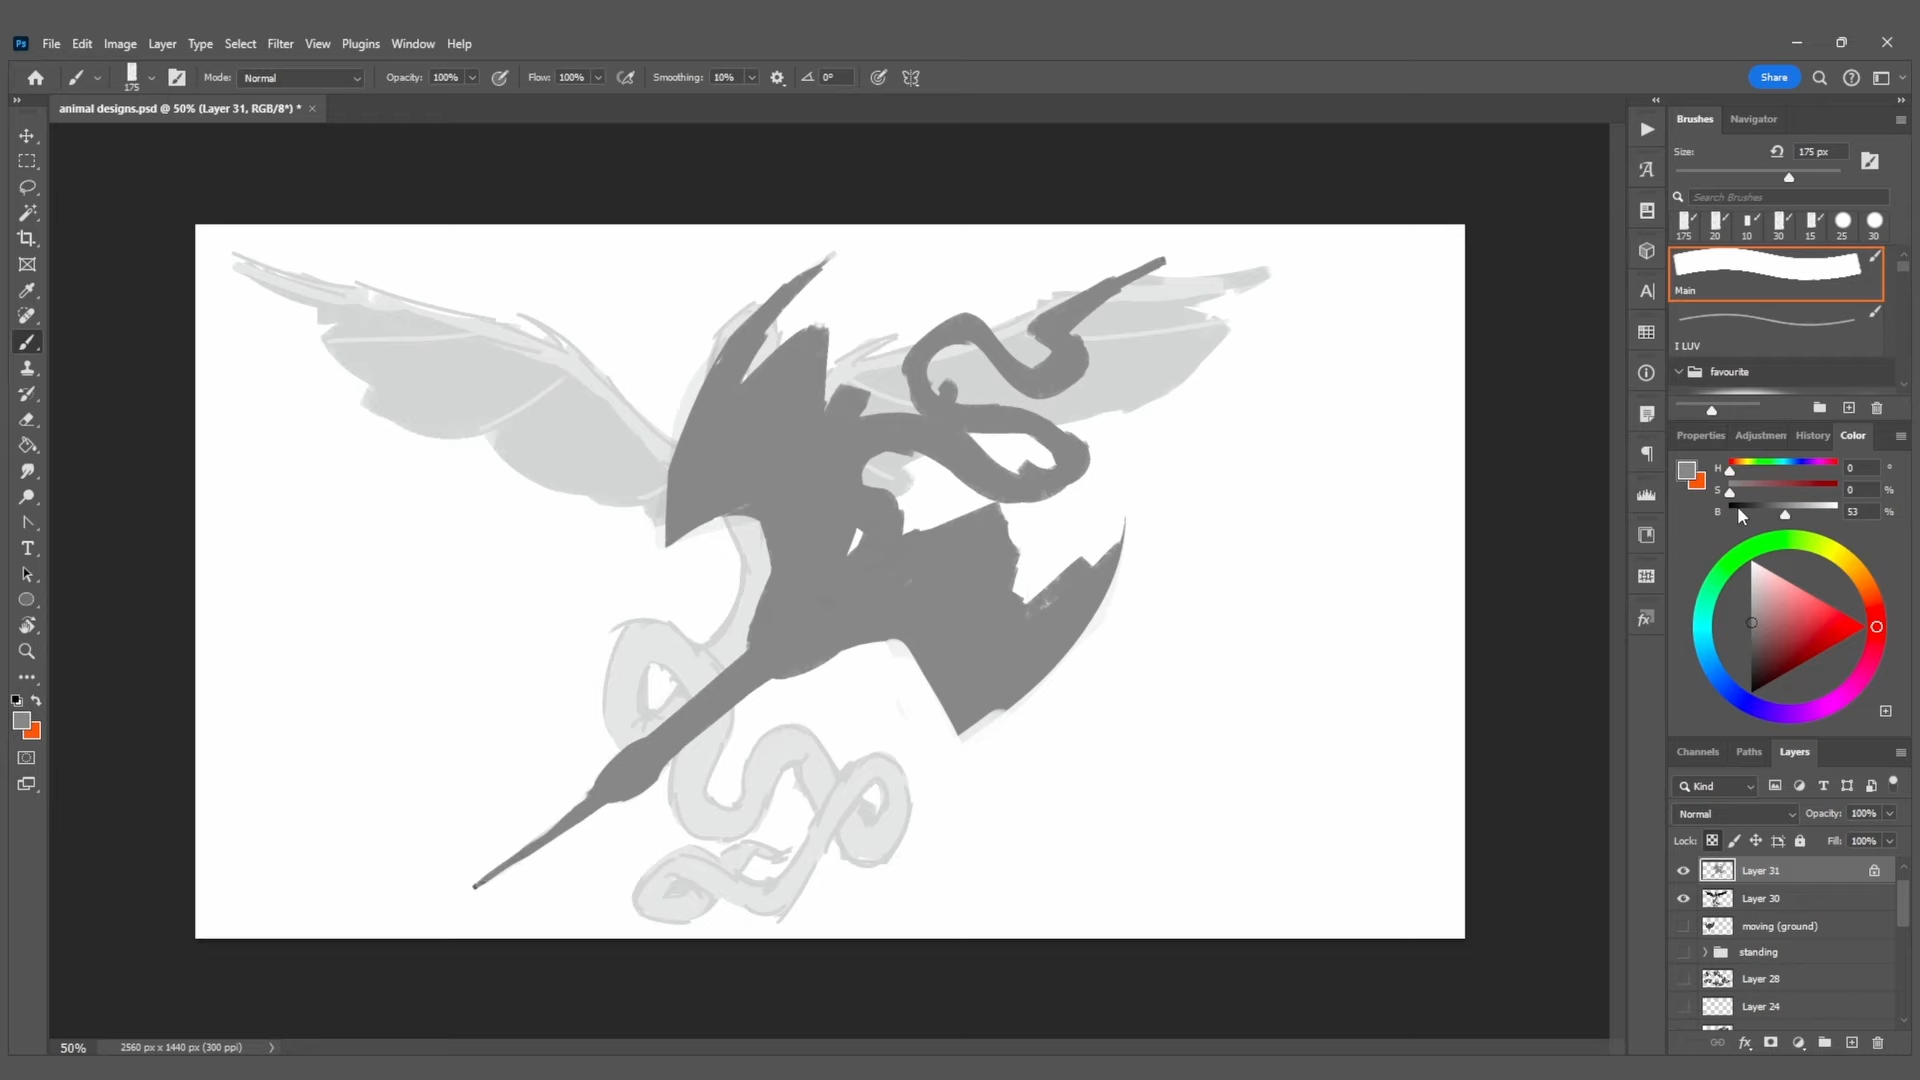 Ps File Edit Image Layer Type Select Filter View Plugins Window Help
175 Mode: Normal Opacity: 100% Flow: 100% Smoothing: 10% 0° Share
animal designs.psd @ 50% (Layer 31, RGB/8*) *
Brushes Navigator
Size: 175 px
Search Brushes
175 20 10 30 15 25 30
Main
I LUV
favourite
Properties Adjustmen History Color
H 0 °
S 0 %
B 53 %
Channels Paths Layers
Kind
Normal Opacity: 100%
Lock: Fill: 100%
Layer 31
Layer 30
moving (ground)
standing
Layer 28
Layer 24
fx
50% 2560 px x 1440 px (300 ppi)